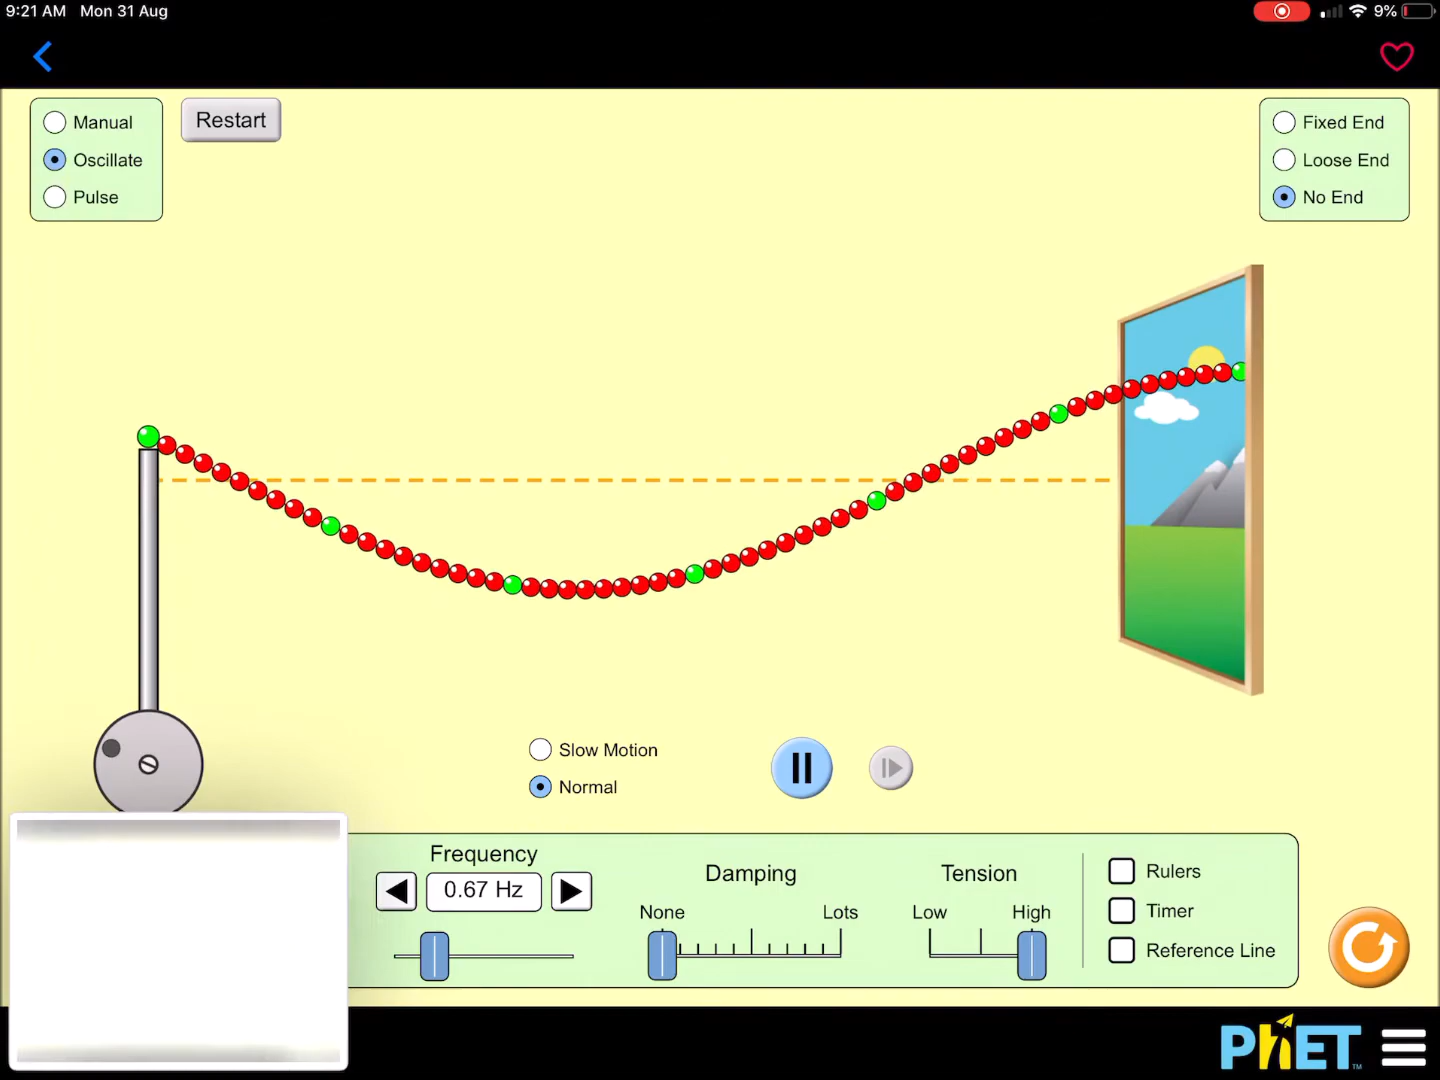 9:21 AM Mon 31 Aug 9%
Manual
Oscillate
Pulse
Restart
Fixed End
Loose End
No End
Slow Motion
Normal
Frequency
0.67 Hz
Damping
None Lots
Tension
Low High
Rulers
Timer
Reference Line
PhET™